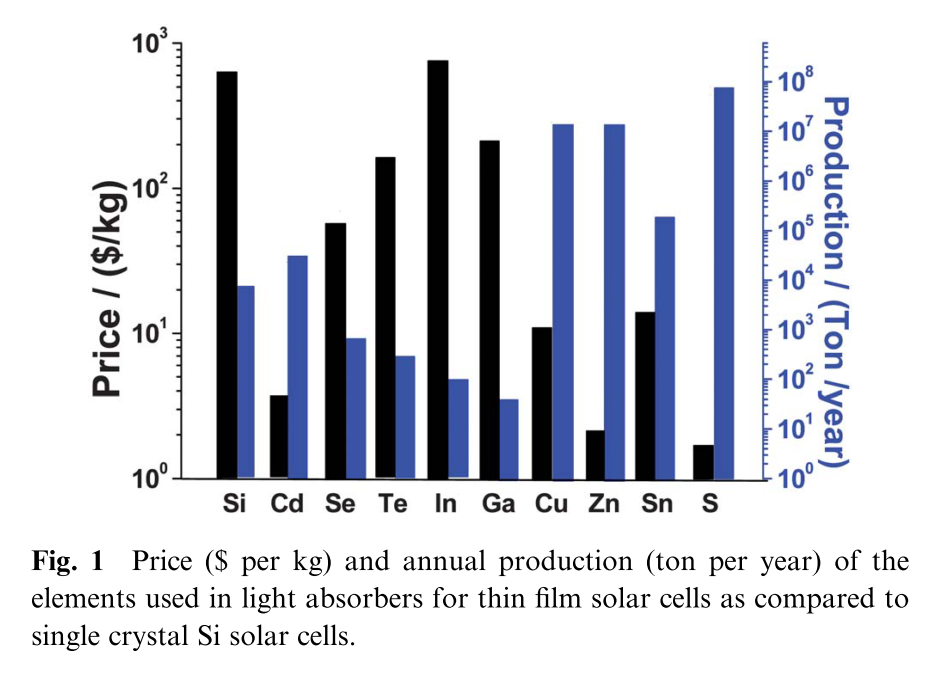 10³
10²
10¹
10⁰
Price / ($/kg)
10⁸
10⁷
10⁶
10⁵
10⁴
10³
10²
10¹
10⁰
Production / (Ton /year)
Si Cd Se Te In Ga Cu Zn Sn S
Fig. 1 Price ($ per kg) and annual production (ton per year) of the
elements used in light absorbers for thin film solar cells as compared to
single crystal Si solar cells.